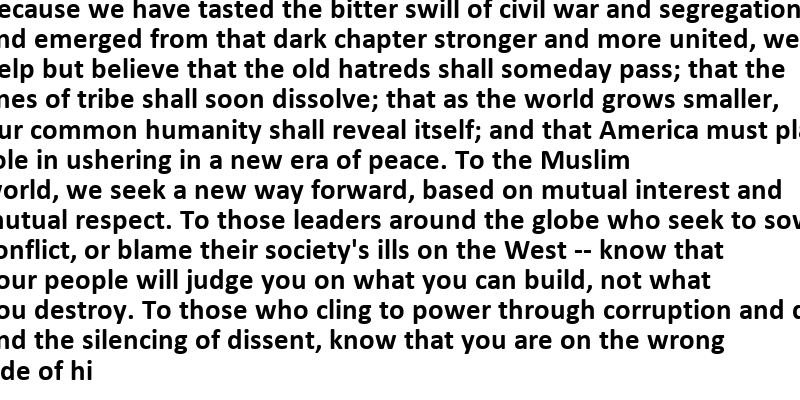 ecause we have tasted the bitter swill of civil war and segregation
nd emerged from that dark chapter stronger and more united, we
elp but believe that the old hatreds shall someday pass; that the
nes of tribe shall soon dissolve; that as the world grows smaller,
ur common humanity shall reveal itself; and that America must pl
ole in ushering in a new era of peace. To the Muslim
world, we seek a new way forward, based on mutual interest and
mutual respect. To those leaders around the globe who seek to sow
onflict, or blame their society's ills on the West -- know that
our people will judge you on what you can build, not what
ou destroy. To those who cling to power through corruption and d
nd the silencing of dissent, know that you are on the wrong
de of hi